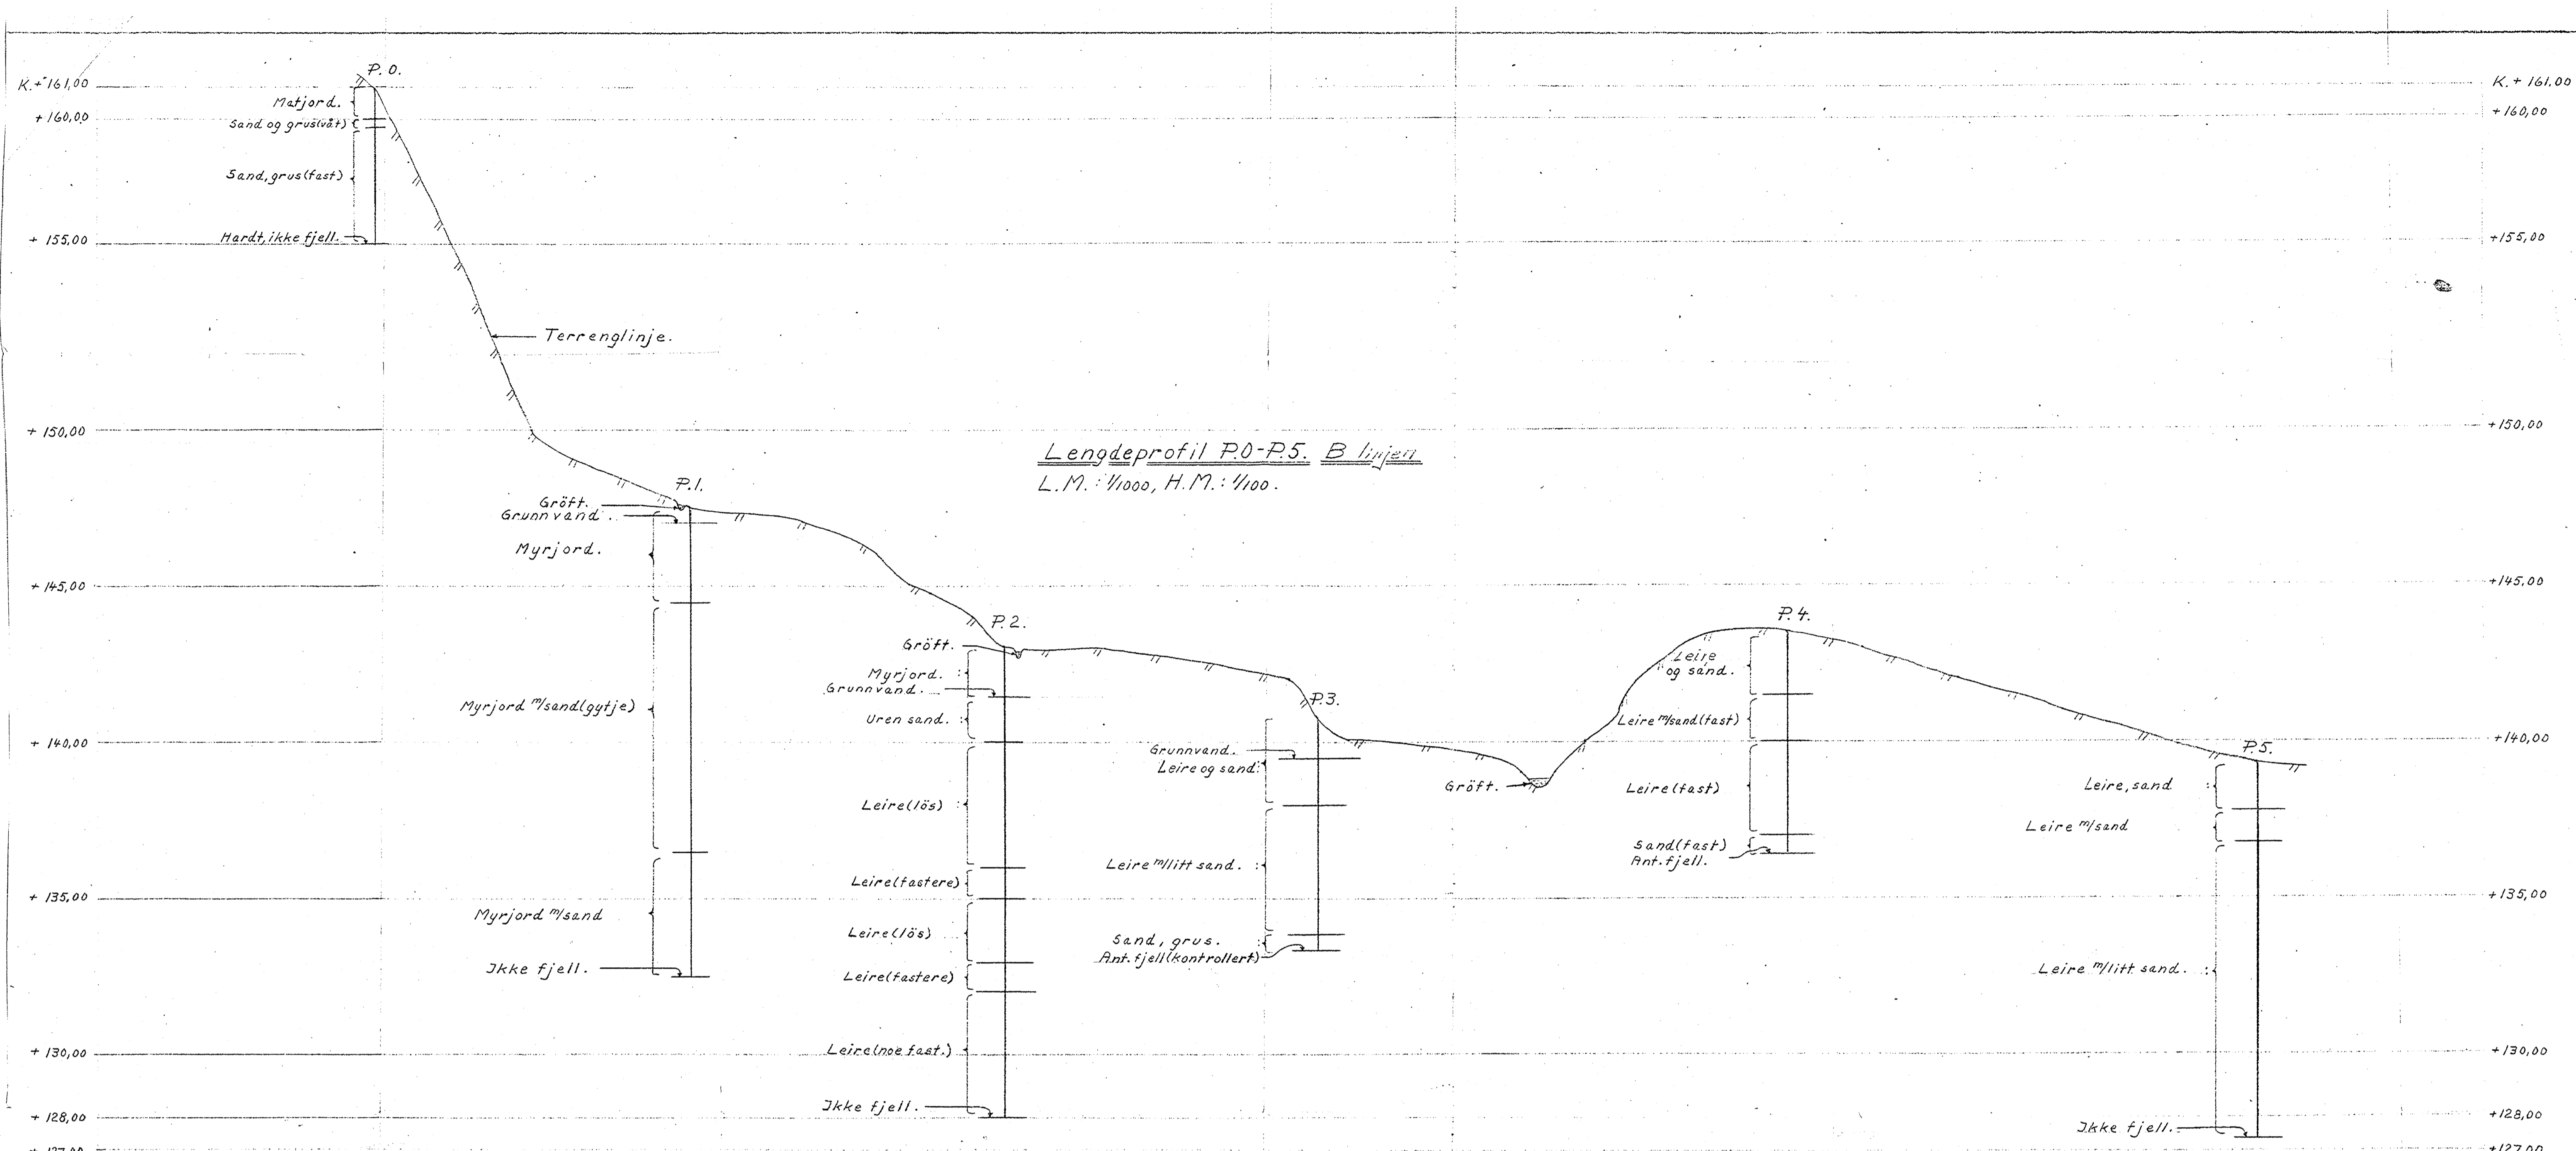 P. 0.
K.+ 161,00
Matjord.
+ 160,00
Sand og grus(våt)
Sand, grus(fast)
Hardt, ikke fjell.
+ 155,00
Terrenglinje.
+ 150,00
Lengdeprofil P.0-P.5. B linjen
L.M.: 1/1000, H.M.: 1/100.
P.1.
Gröft.
Grunnvand.
Myrjord.
+ 145,00
Myrjord m/sand(gytje)
+ 140,00
Myrjord m/sand
+ 135,00
Ikke fjell.
+ 130,00
+ 128,00
P. 2.
Gröft.
Myrjord.
Grunnvand.
Uren sand.
Leire(lös)
Leire(fastere)
Leire(lös)
Leire(fastere)
Leire(noe fast.)
Ikke fjell.
P.3.
Grunnvand.
Leire og sand.
Leire m/litt sand.
Sand, grus.
Ant. fjell(kontrollert)
Gröft.
P. 4.
Leire
og sand.
Leire m/sand(fast)
Leire(fast)
Sand(fast)
Ant. fjell.
P. 5.
Leire, sand
Leire m/sand
Leire m/litt sand.
Ikke fjell.
K.+ 161,00
+160,00
+155,00
+150,00
+145,00
+140,00
+135,00
+130,00
+128,00
+127,00